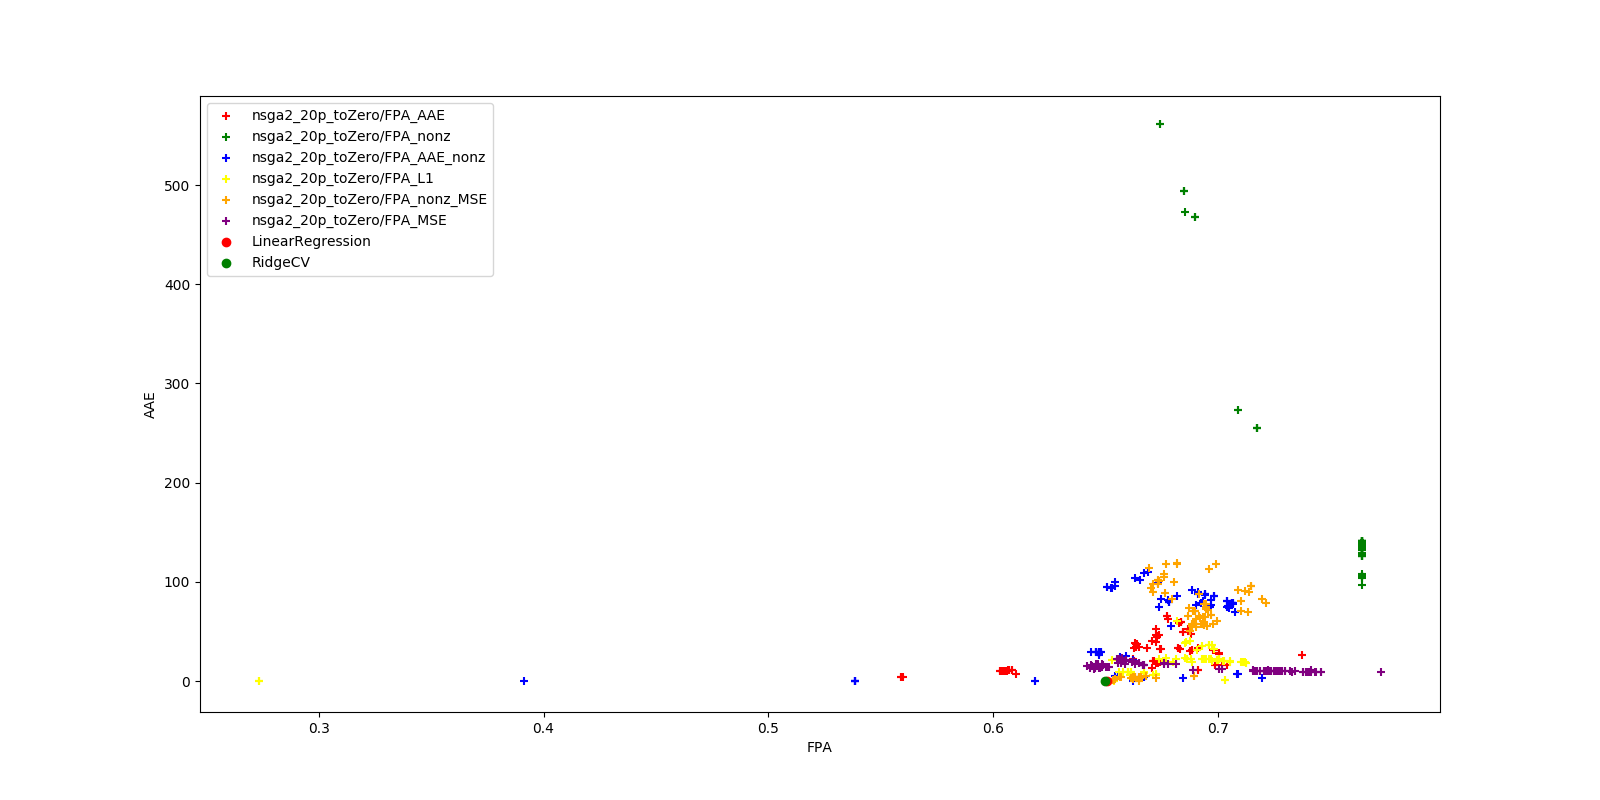 nsga2_20p_toZero/FPA_AAE
nsga2_20p_toZero/FPA_nonz
nsga2_20p_toZero/FPA_AAE_nonz
nsga2_20p_toZero/FPA_L1
nsga2_20p_toZero/FPA_nonz_MSE
nsga2_20p_toZero/FPA_MSE
LinearRegression
RidgeCV
500
400
300
200
100
0
AAE
0.3 0.4 0.5 0.6 0.7
FPA